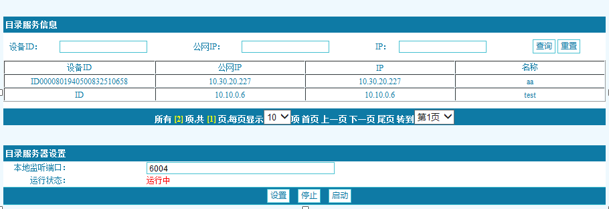 目录服务信息
设备ID： 公网IP： IP： 查询 重置
设备ID 公网IP IP 名称
ID0000801940500832510658 10.30.20.227 10.30.20.227 aa
ID 10.10.0.6 10.10.0.6 test
所有 [2] 项,共 [1] 页,每页显示 10 项 首页 上一页 下一页 尾页 转到 第1页
目录服务器设置
本地监听端口： 6004
运行状态： 运行中
设置 停止 启动